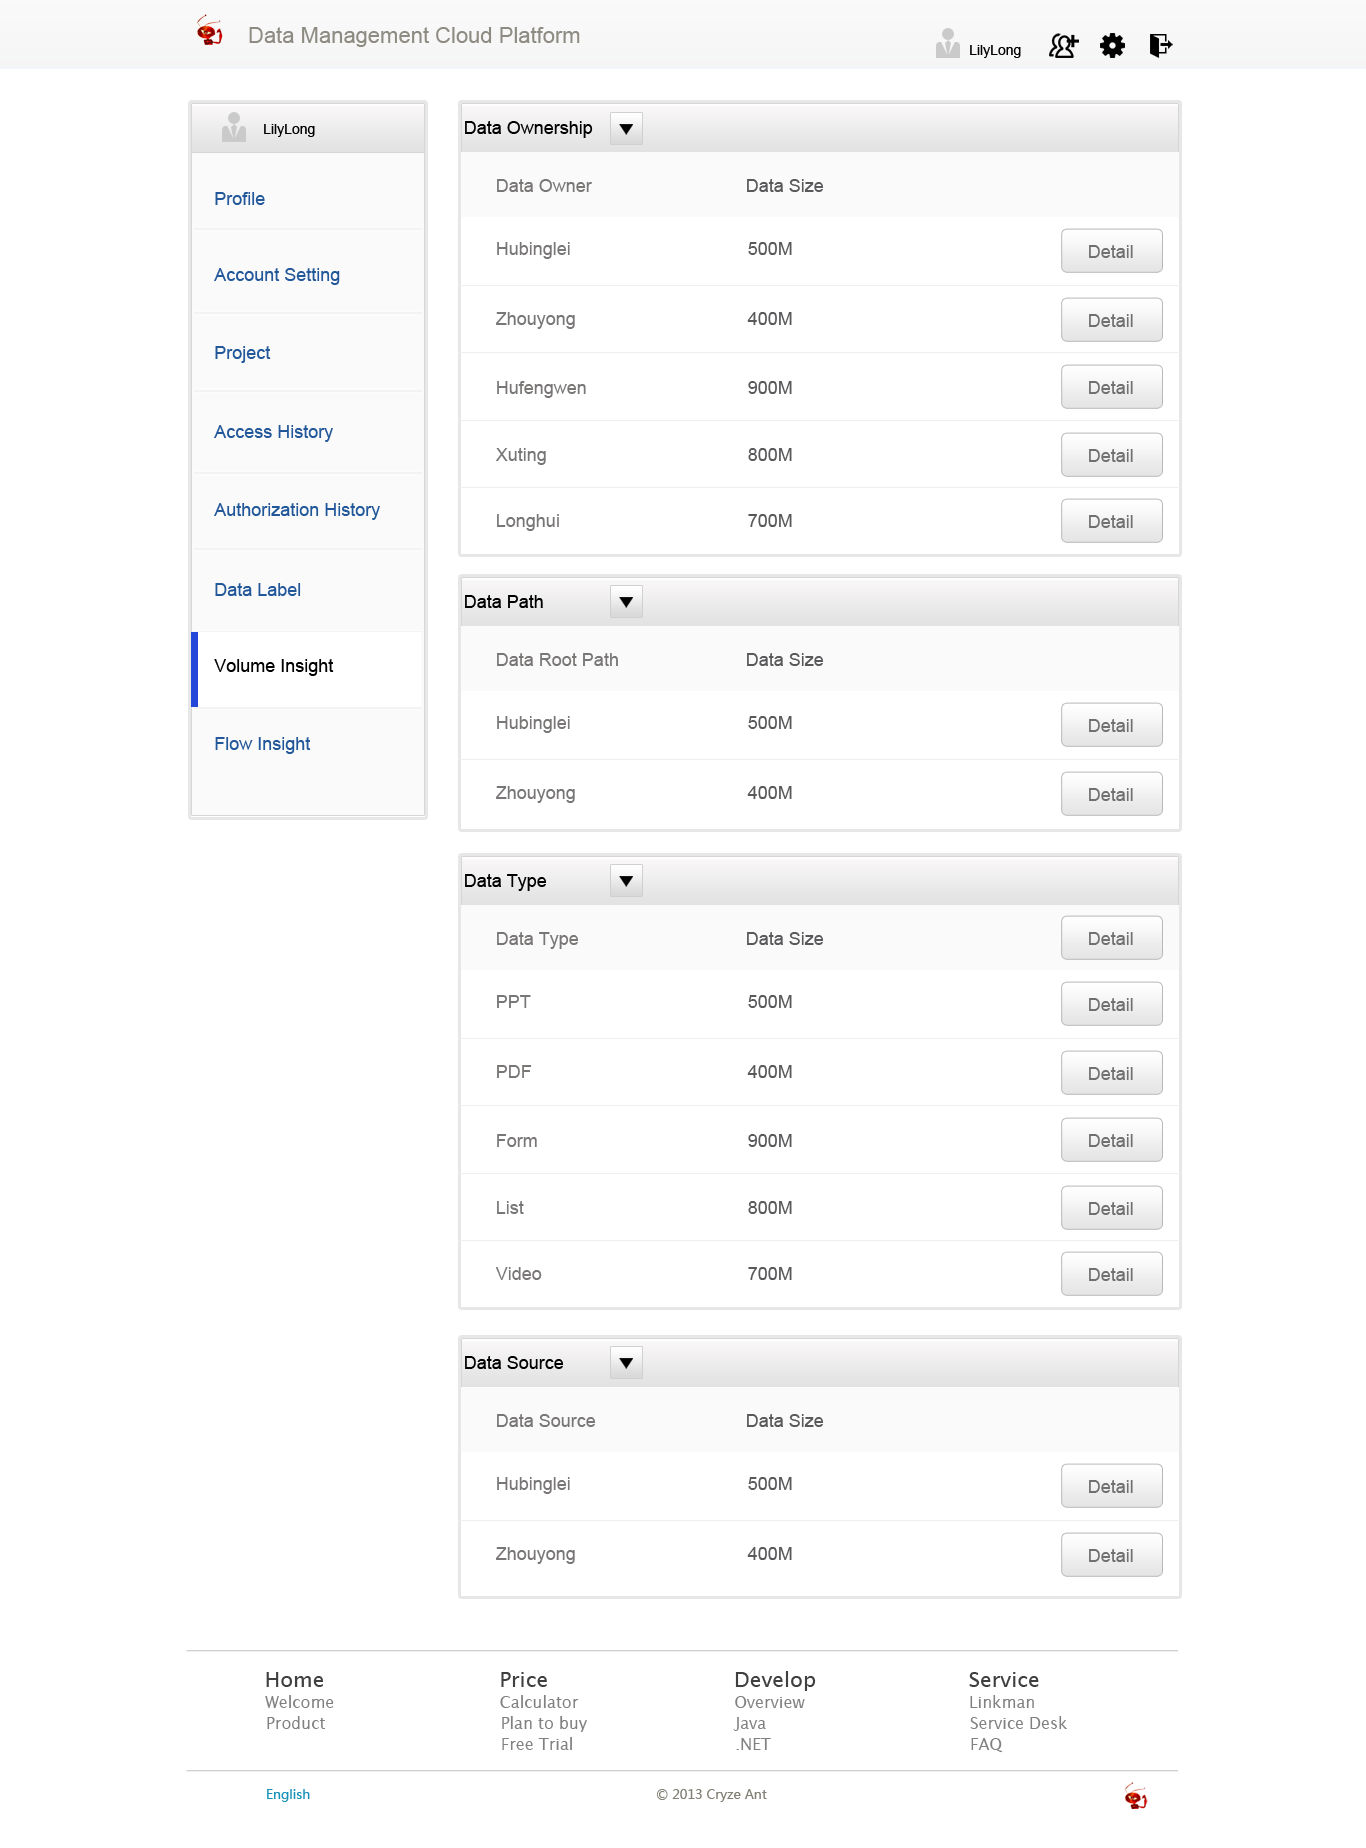 Data Management Cloud Platform
LilyLong
LilyLong
Profile
Account Setting
Project
Access History
Authorization History
Data Label
Volume Insight
Flow Insight
Data Ownership
Data Owner Data Size
Hubinglei 500M Detail
Zhouyong 400M Detail
Hufengwen 900M Detail
Xuting 800M Detail
Longhui 700M Detail
Data Path
Data Root Path Data Size
Hubinglei 500M Detail
Zhouyong 400M Detail
Data Type
Data Type Data Size Detail
PPT 500M Detail
PDF 400M Detail
Form 900M Detail
List 800M Detail
Video 700M Detail
Data Source
Data Source Data Size
Hubinglei 500M Detail
Zhouyong 400M Detail
Home
Welcome
Product
Price
Calculator
Plan to buy
Free Trial
Develop
Overview
Java
.NET
Service
Linkman
Service Desk
FAQ
English
© 2013 Cryze Ant